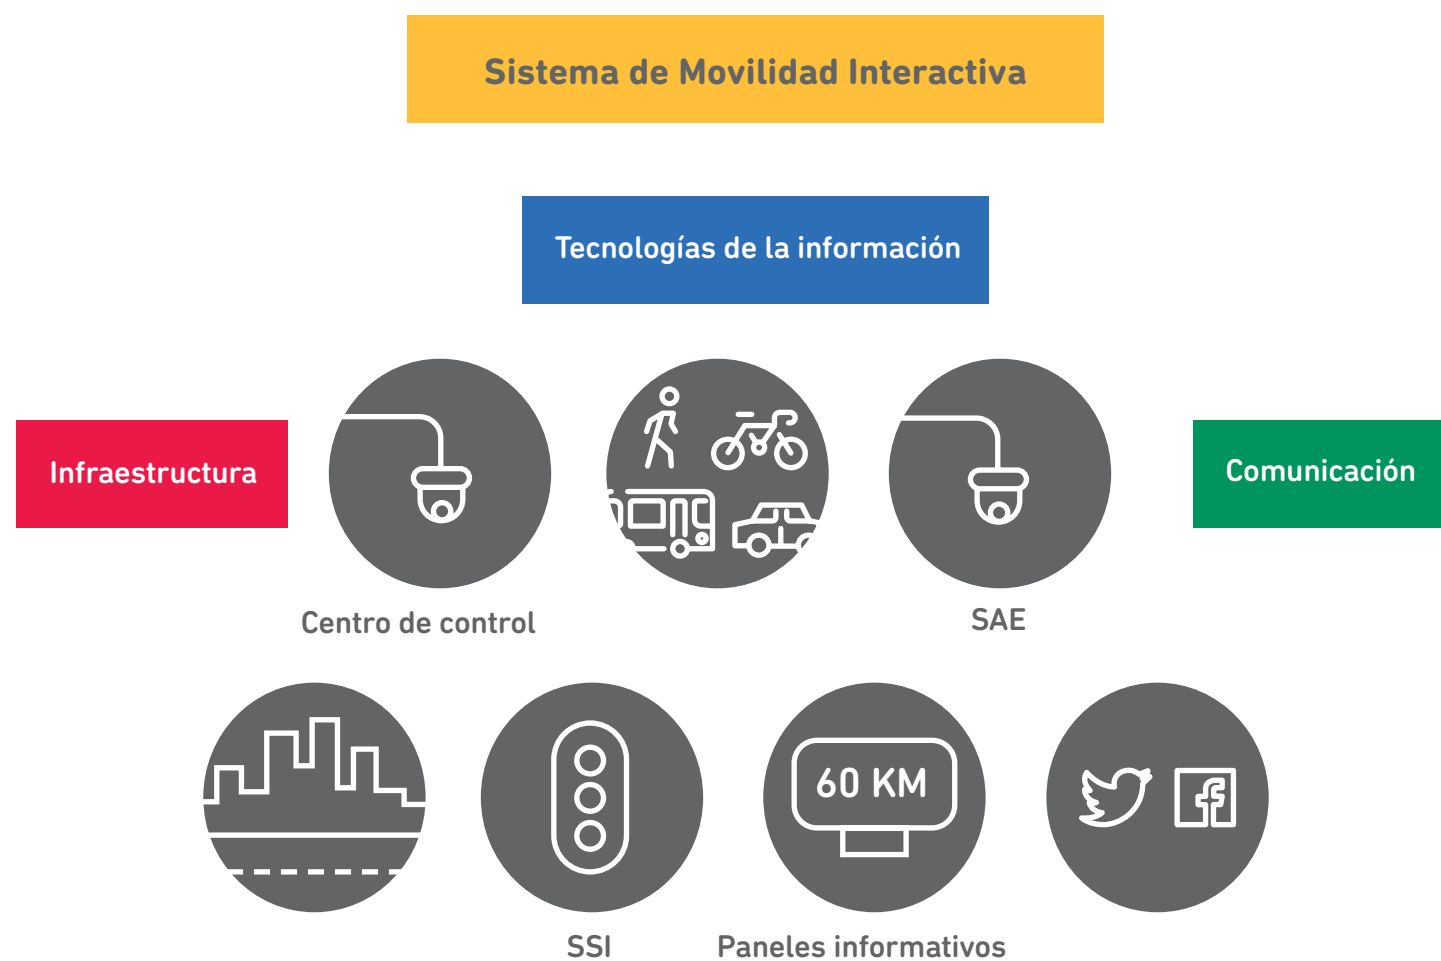 Sistema de Movilidad Interactiva
Tecnologías de la información
Infraestructura
Comunicación
Centro de control
SAE
60 KM
SSI
Paneles informativos